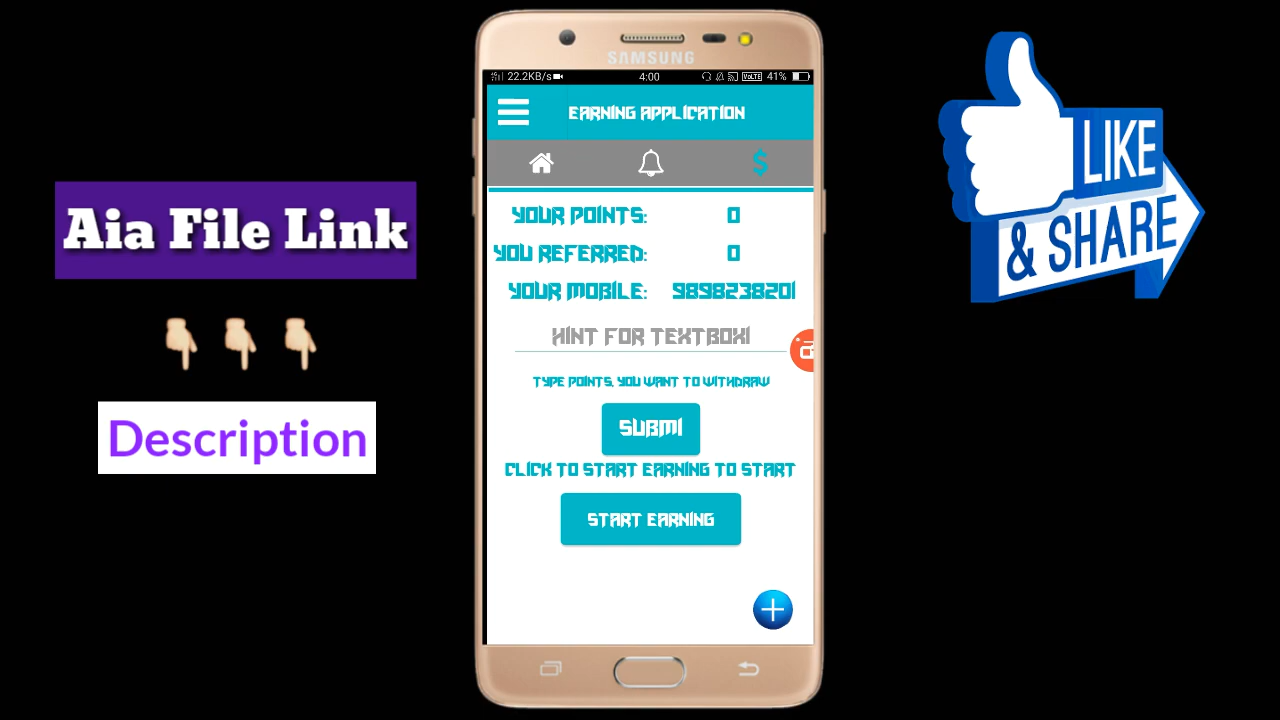 Aia File Link
Description
SAMSUNG
22.2KB/s 4:00 VoLTE 41%
EARNING APPLICATION
$
YOUR POINTS: 0
YOU REFERRED: 0
YOUR MOBILE: 9898238201
HINT FOR TEXTBOX1
TYPE POINTS, YOU WANT TO WITHDRAW
SUBMI
CLICK TO START EARNING TO START
START EARNING
LIKE
& SHARE